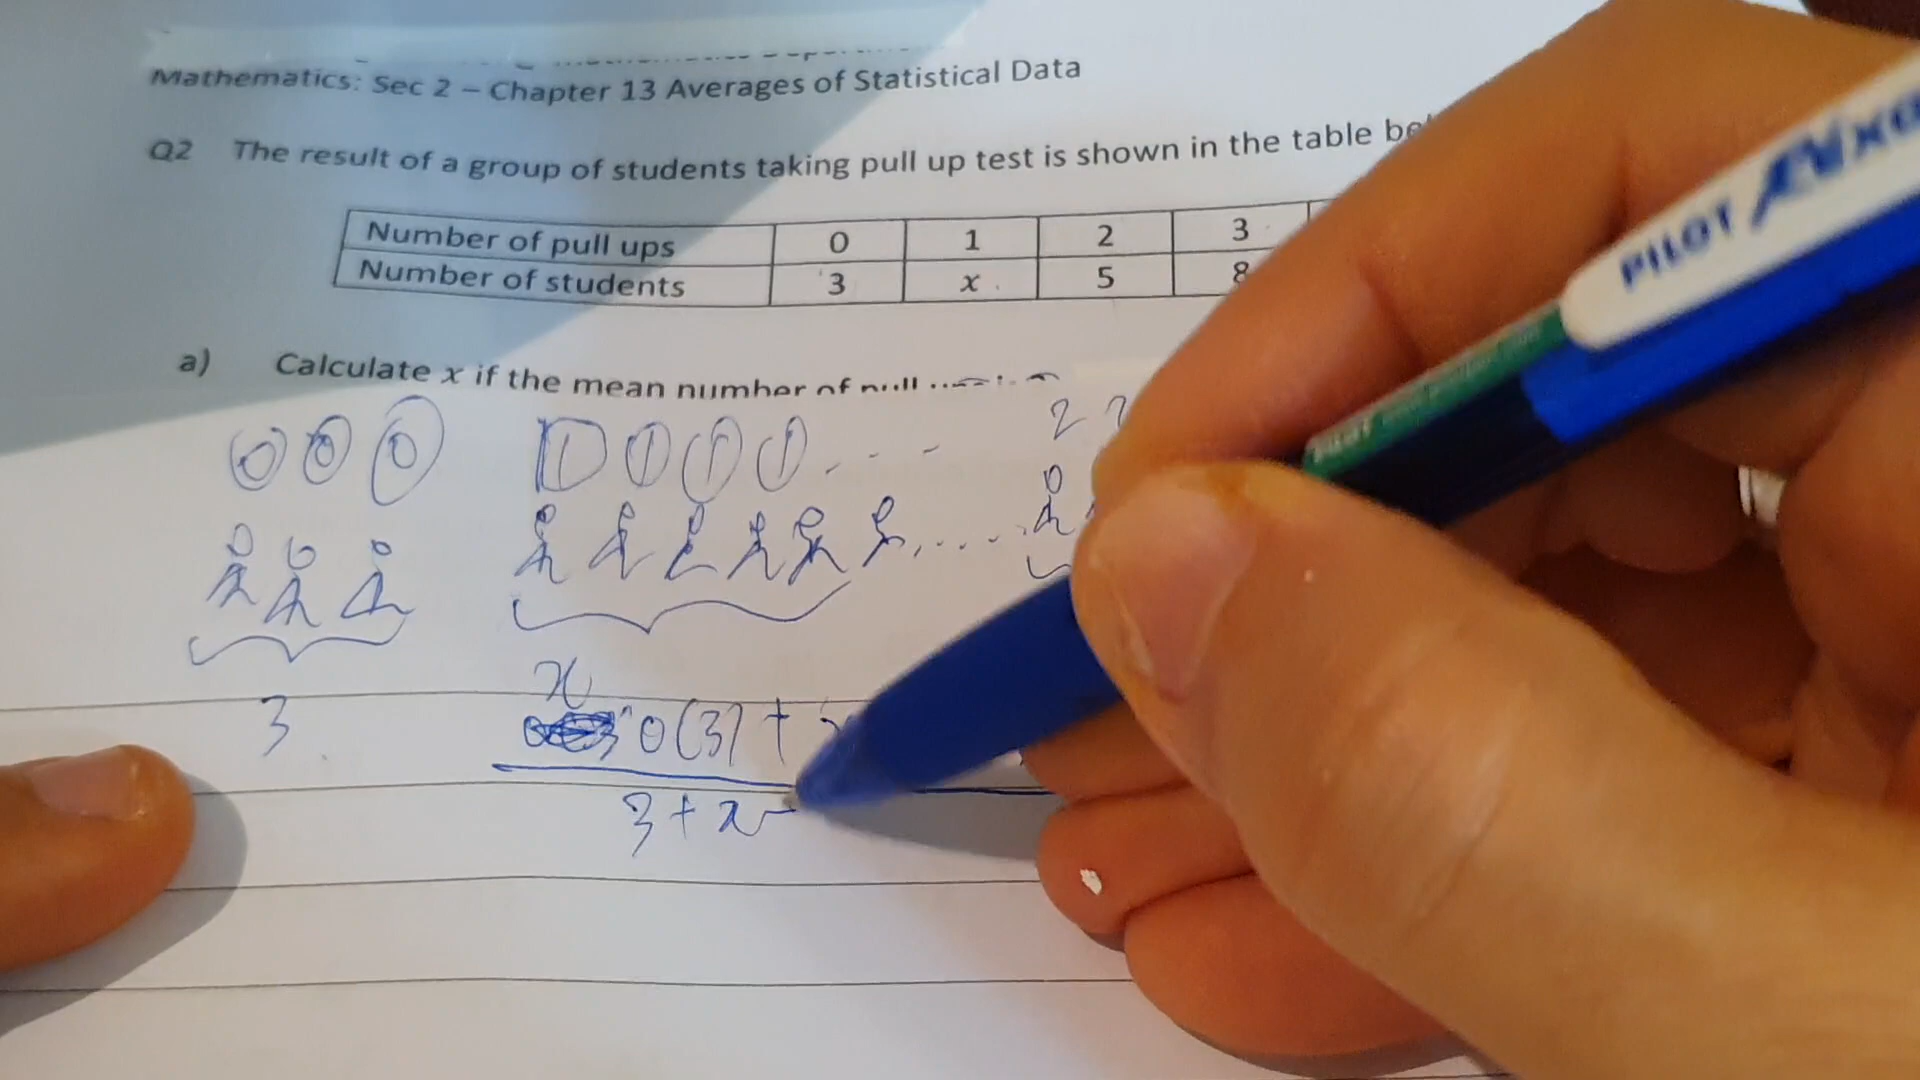 Mathematics: Sec 2 – Chapter 13 Averages of Statistical Data
Q2 The result of a group of students taking pull up test is shown in the table
Number of pull ups 0 1 2 3
Number of students 3 x 5 8
a) Calculate x if the mean number of
0 0 0 1 1 1 1 . - - 2 2
3 x
0(3) +
3 + x
PILOT
PILOT